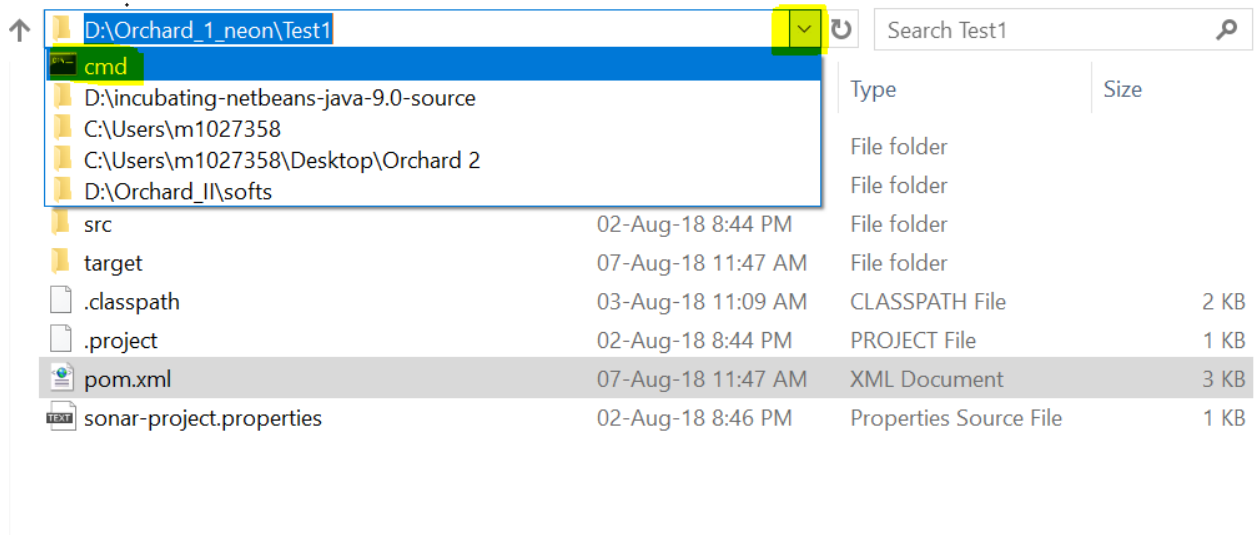 D:\Orchard_1_neon\Test1 Search Test1
cmd
Type Size
D:\incubating-netbeans-java-9.0-source
C:\Users\m1027358
File folder
C:\Users\m1027358\Desktop\Orchard 2
File folder
D:\Orchard_II\softs
src 02-Aug-18 8:44 PM File folder
target 07-Aug-18 11:47 AM File folder
.classpath 03-Aug-18 11:09 AM CLASSPATH File 2 KB
.project 02-Aug-18 8:44 PM PROJECT File 1 KB
pom.xml 07-Aug-18 11:47 AM XML Document 3 KB
TEXT sonar-project.properties 02-Aug-18 8:46 PM Properties Source File 1 KB